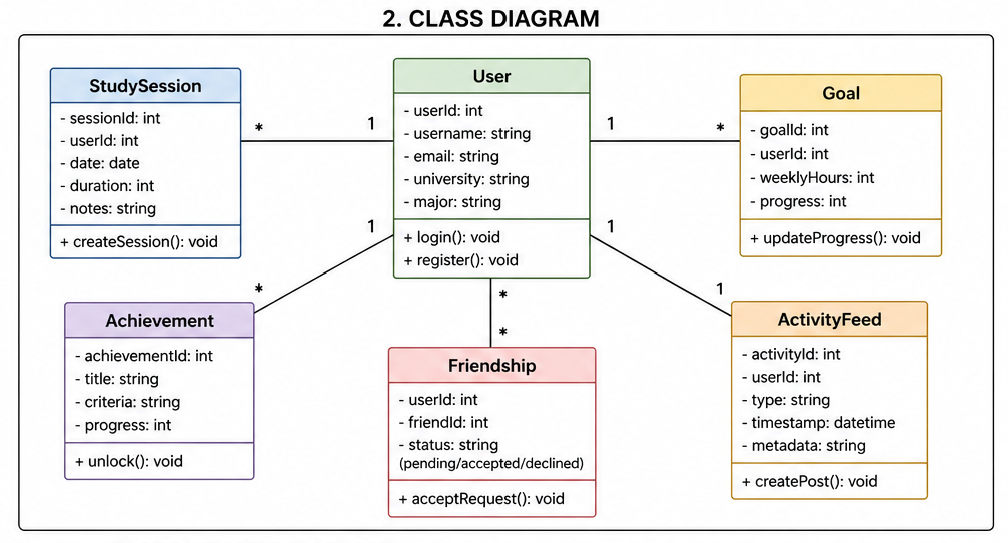 2. CLASS DIAGRAM
StudySession
- sessionId: int
- userId: int
- date: date
- duration: int
- notes: string
+ createSession(): void
* 1
User
- userId: int
- username: string
- email: string
- university: string
- major: string
+ login(): void
+ register(): void
1 *
Goal
- goalId: int
- userId: int
- weeklyHours: int
- progress: int
+ updateProgress(): void
1
*
Achievement
- achievementId: int
- title: string
- criteria: string
- progress: int
+ unlock(): void
*
*
Friendship
- userId: int
- friendId: int
- status: string
(pending/accepted/declined)
+ acceptRequest(): void
1
1
ActivityFeed
- activityId: int
- userId: int
- type: string
- timestamp: datetime
- metadata: string
+ createPost(): void